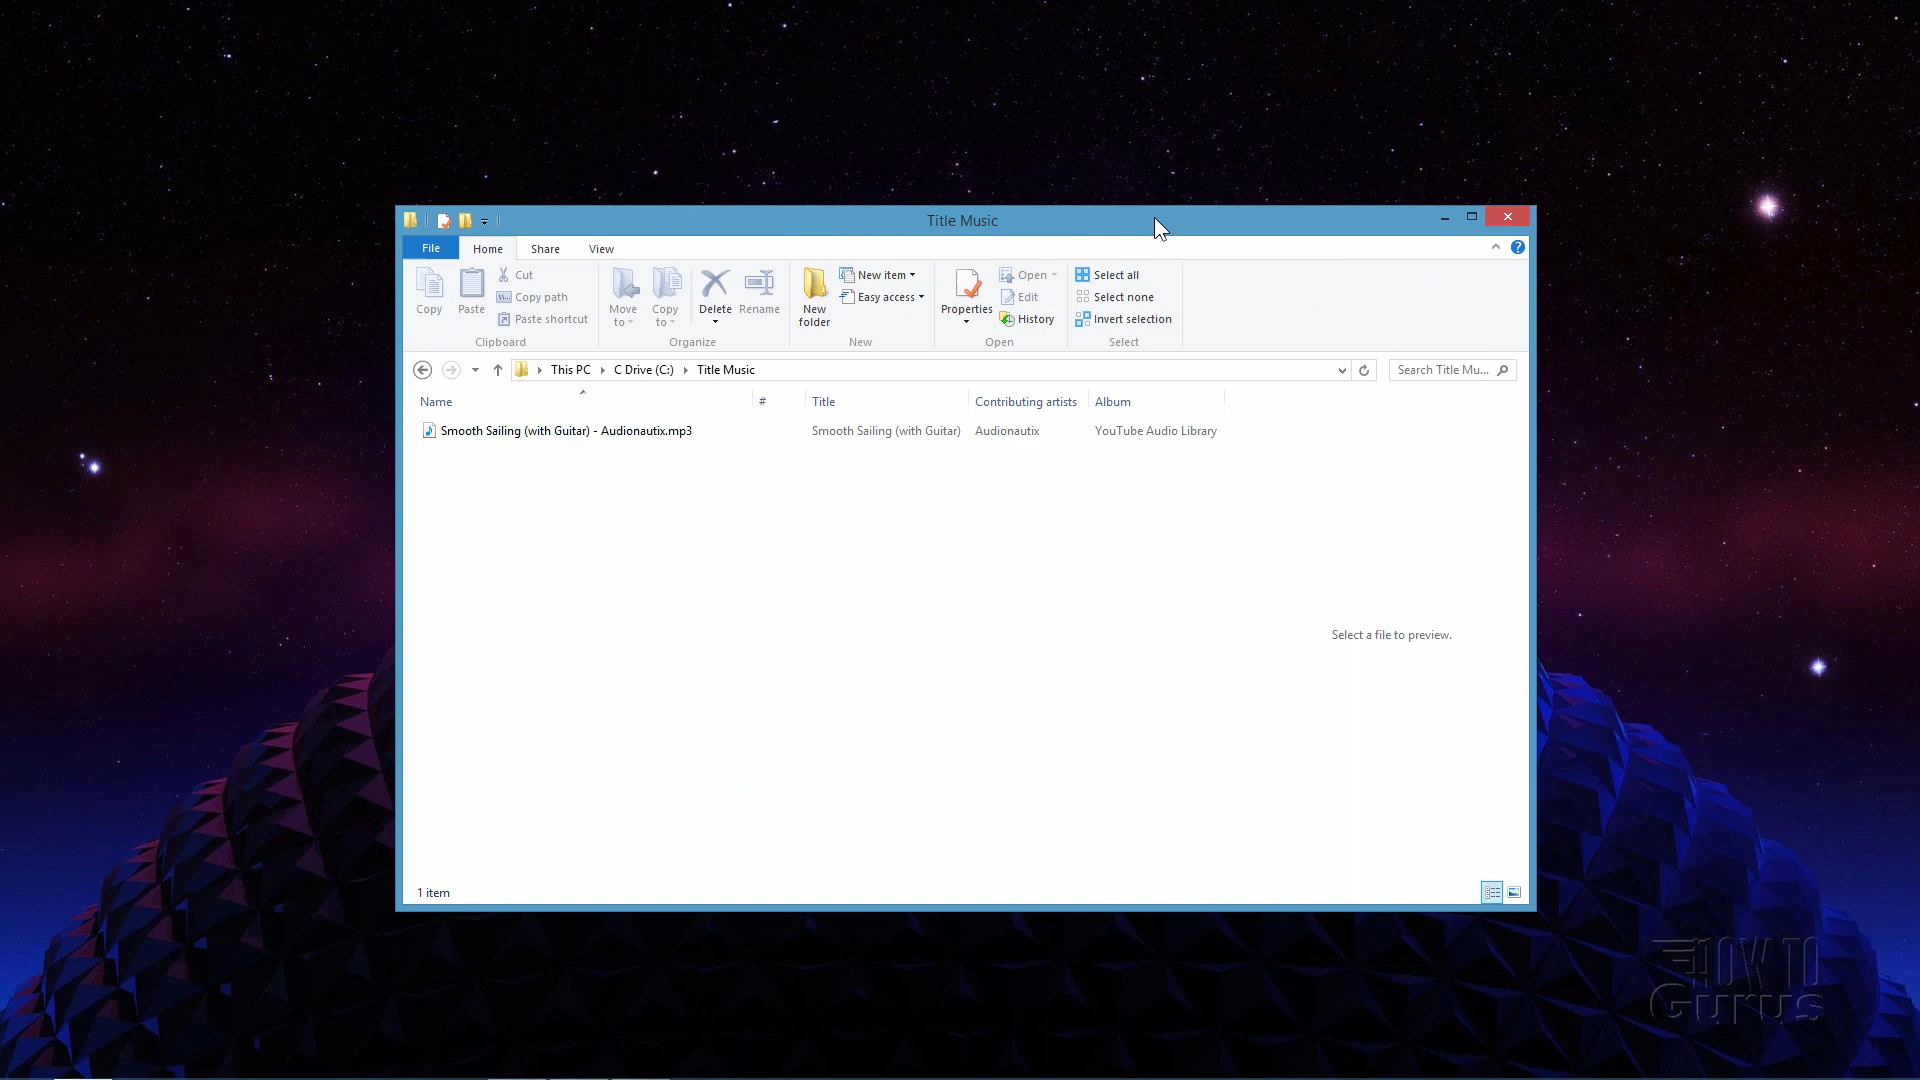 Title Music
File Home Share View
Copy Paste Cut Copy path Paste shortcut Move to Copy to Delete Rename New folder New item Easy access Properties Open Edit History Select all Select none Invert selection
Clipboard Organize New Open Select
This PC C Drive (C:) Title Music Search Title Mu...
Name # Title Contributing artists Album
Smooth Sailing (with Guitar) - Audionautix.mp3 Smooth Sailing (with Guitar) Audionautix YouTube Audio Library
Select a file to preview.
1 item
HOW TO
GURUS